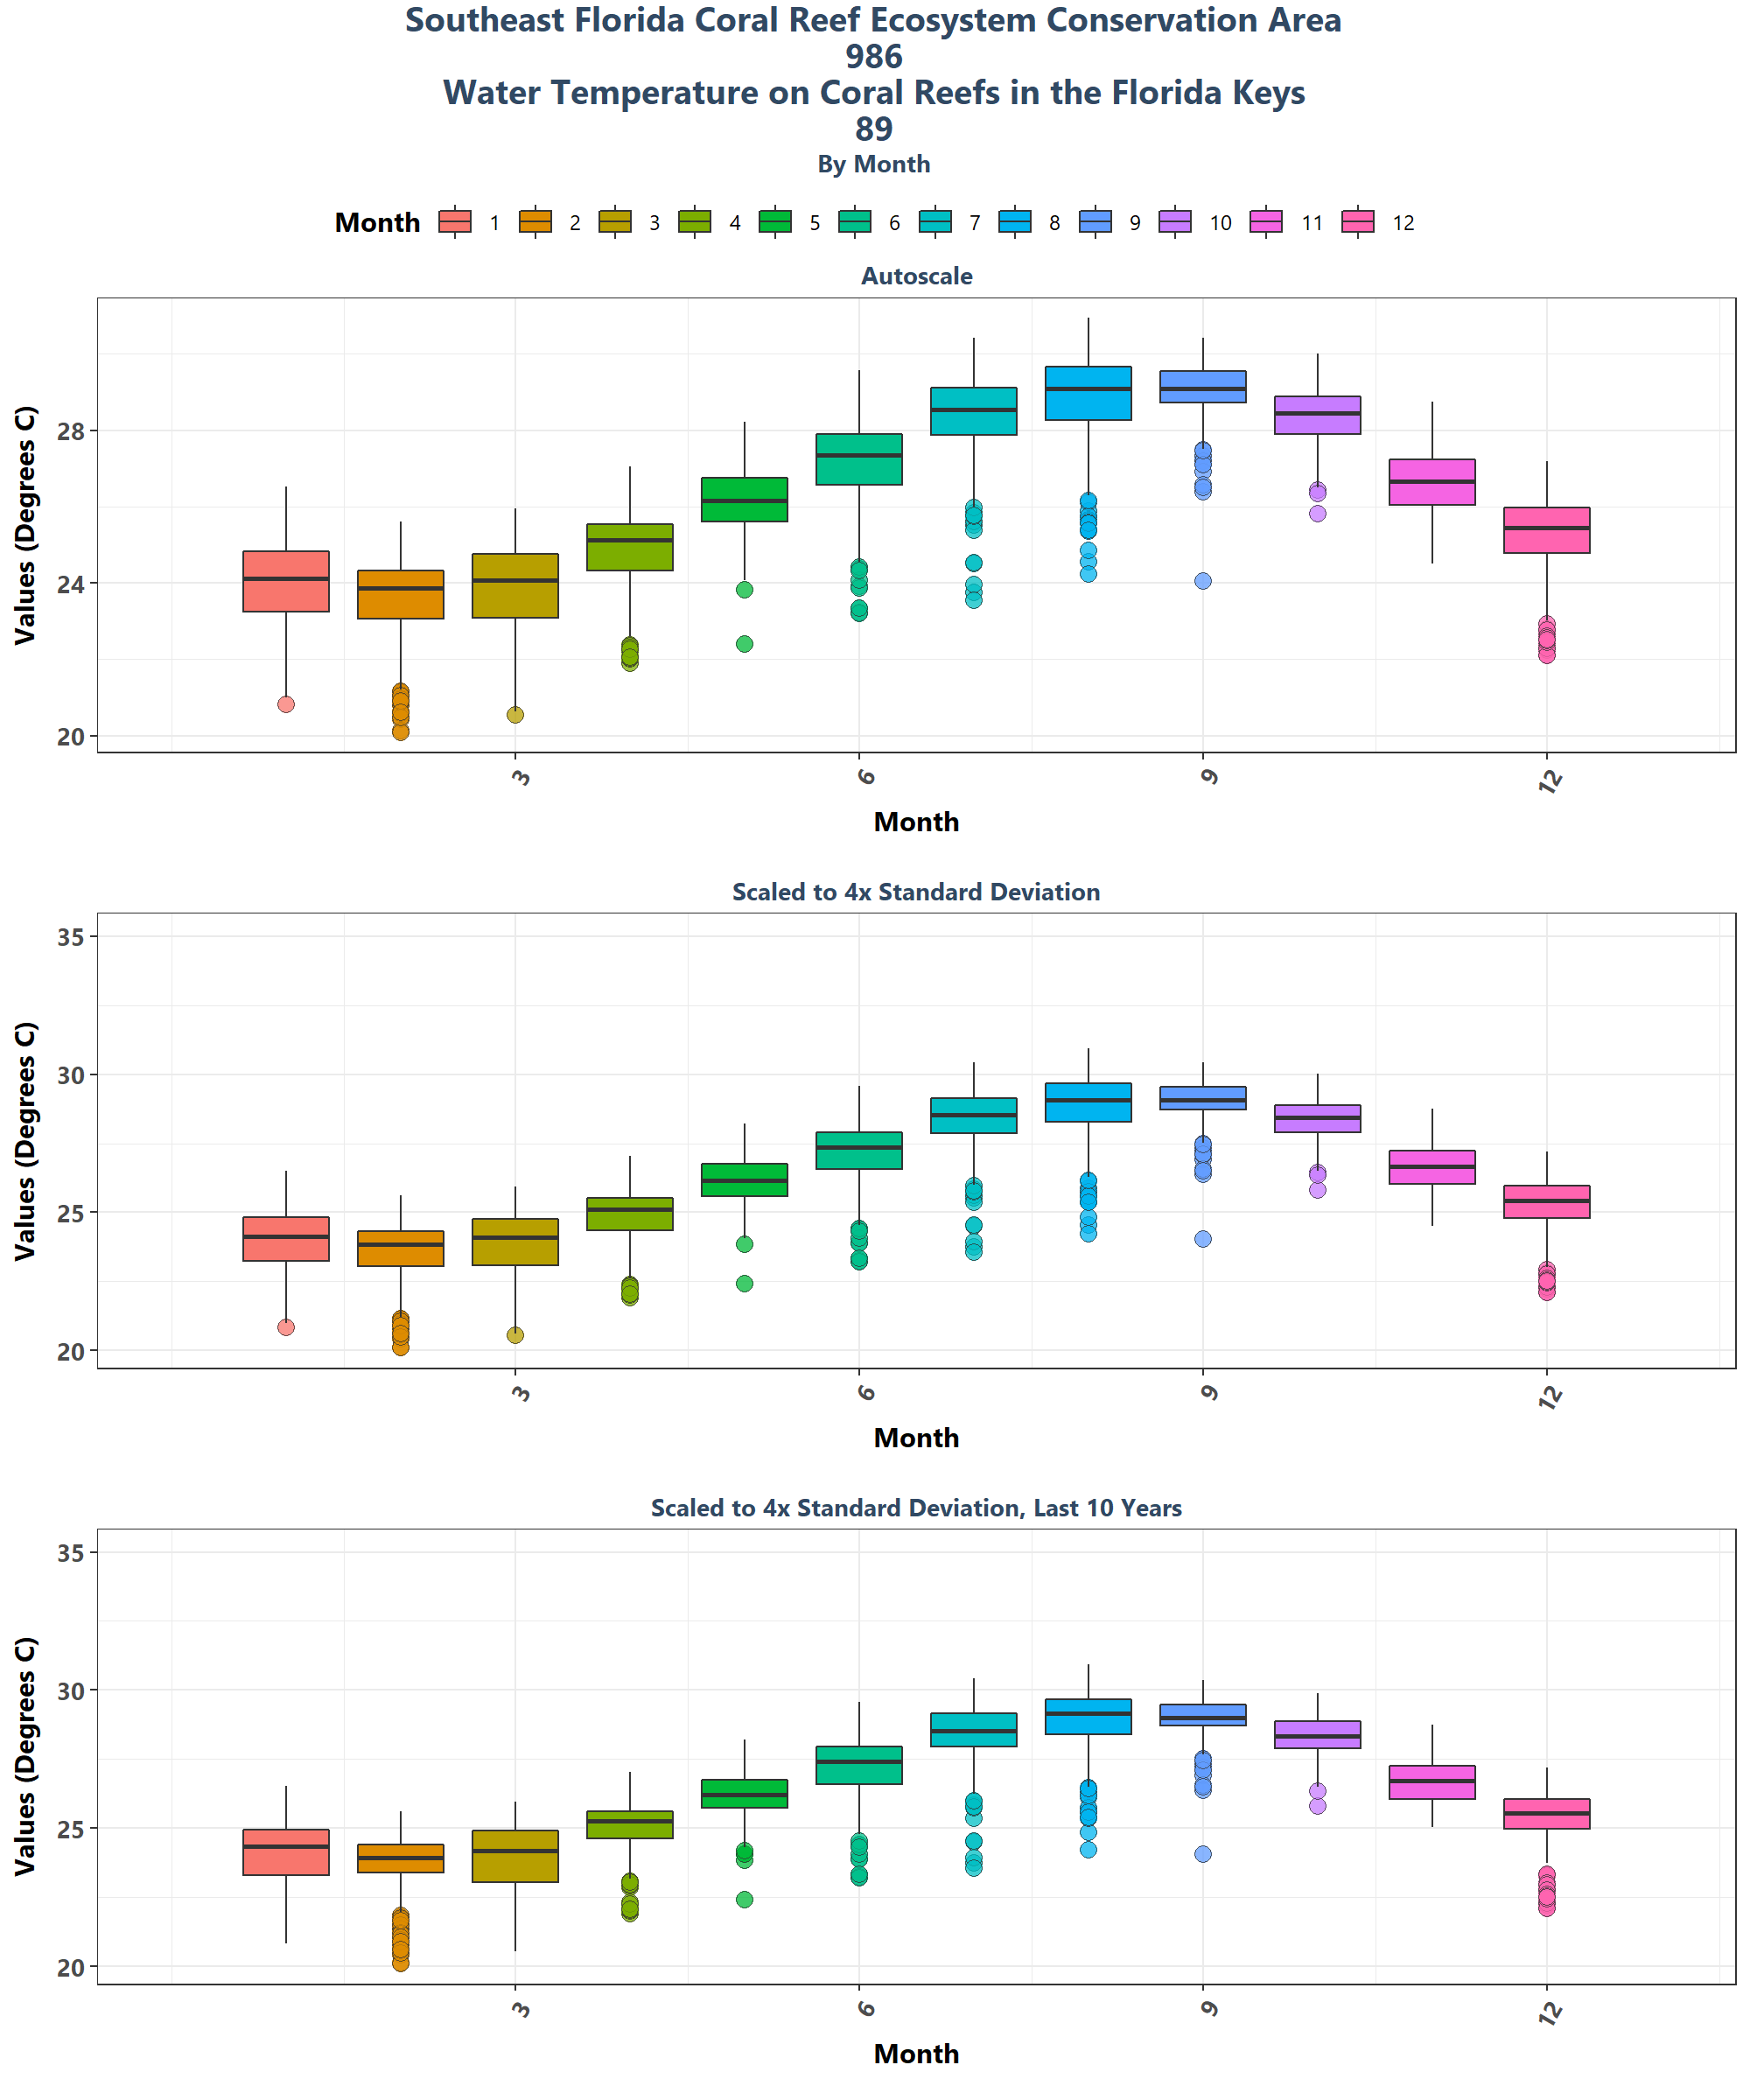 Southeast Florida Coral Reef Ecosystem Conservation Area
986
Water Temperature on Coral Reefs in the Florida Keys
89
By Month
Month 1 2 3 4 5 6 7 8 9 10 11 12
Autoscale
Values (Degrees C)
28
24
20
3 6 9 12
Month
Scaled to 4x Standard Deviation
Values (Degrees C)
35
30
25
20
3 6 9 12
Month
Scaled to 4x Standard Deviation, Last 10 Years
Values (Degrees C)
35
30
25
20
3 6 9 12
Month